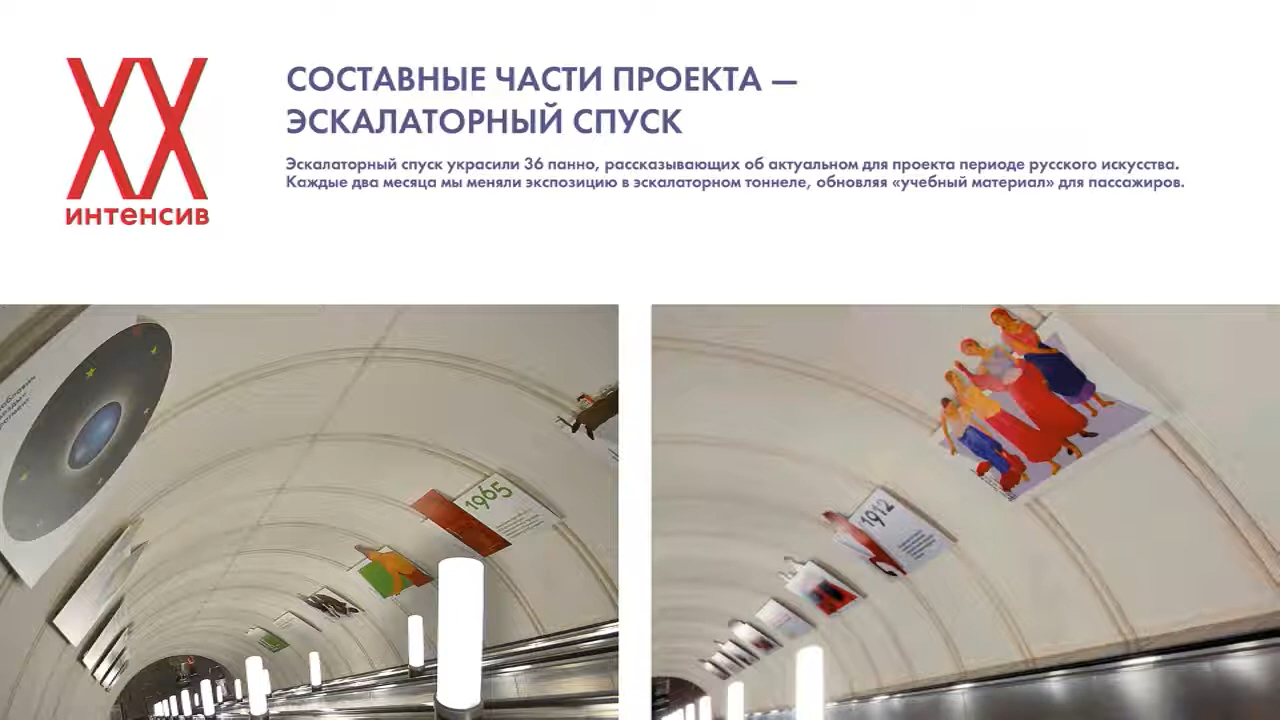 XX
интенсив
СОСТАВНЫЕ ЧАСТИ ПРОЕКТА —
ЭСКАЛАТОРНЫЙ СПУСК
Эскалаторный спуск украсили 36 панно, рассказывающих об актуальном для проекта периоде русского искусства.
Каждые два месяца мы меняли экспозицию в эскалаторном тоннеле, обновляя «учебный материал» для пассажиров.
1965
1912